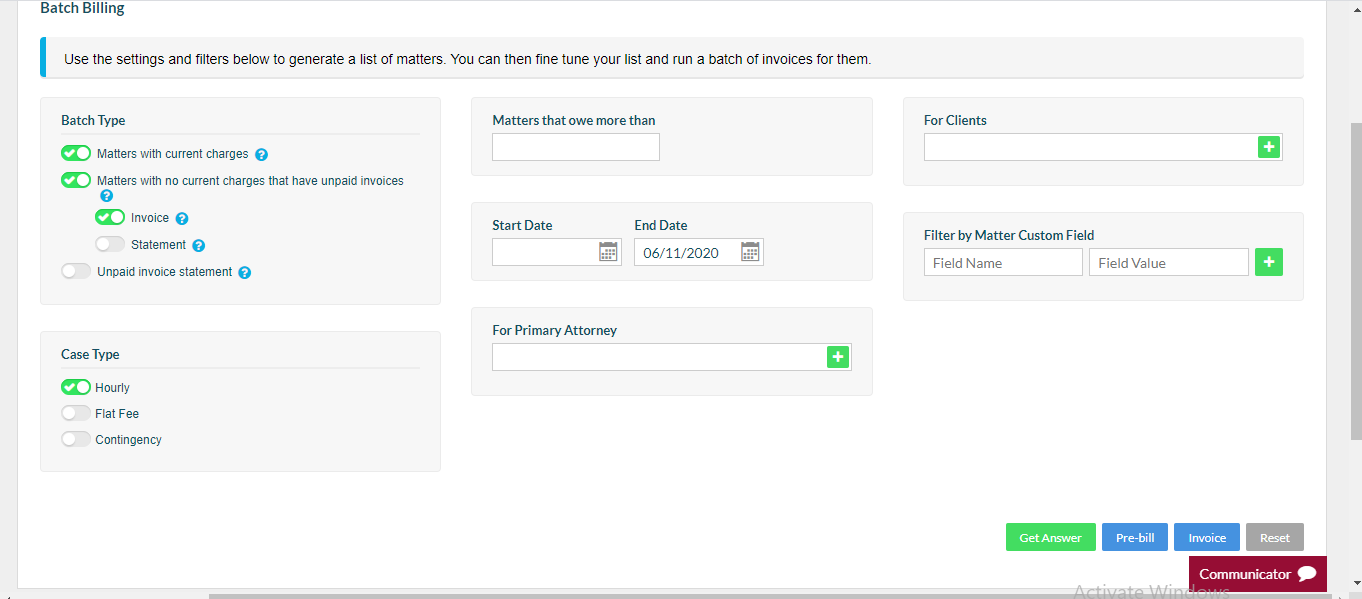 Batch Billing
Use the settings and filters below to generate a list of matters. You can then fine tune your list and run a batch of invoices for them.
Batch Type
Matters with current charges ?
Matters with no current charges that have unpaid invoices
?
Invoice ?
Statement ?
Unpaid invoice statement ?
Case Type
Hourly
Flat Fee
Contingency
Matters that owe more than
Start Date End Date
06/11/2020
For Primary Attorney
+
For Clients
+
Filter by Matter Custom Field
Field Name Field Value +
Get Answer Pre-bill Invoice Reset
Communicator
Activate Windows